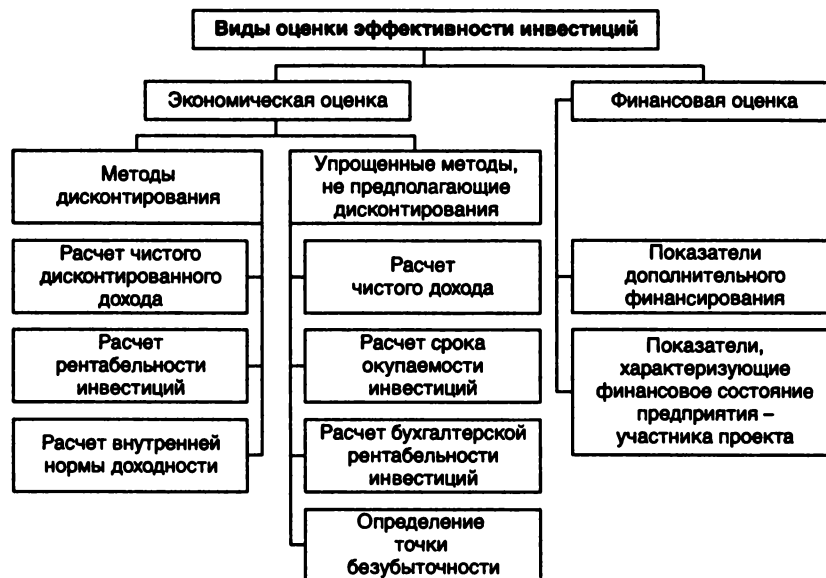 Виды оценки эффективности инвестиций
Экономическая оценка
Финансовая оценка
Методы
дисконтирования
Упрощенные методы,
не предполагающие
дисконтирования
Расчет чистого
дисконтированного
дохода
Расчет
чистого дохода
Показатели
дополнительного
финансирования
Расчет
рентабельности
инвестиций
Расчет срока
окупаемости
инвестиций
Показатели,
характеризующие
финансовое состояние
предприятия –
участника проекта
Расчет внутренней
нормы доходности
Расчет бухгалтерской
рентабельности
инвестиций
Определение
точки
безубыточности